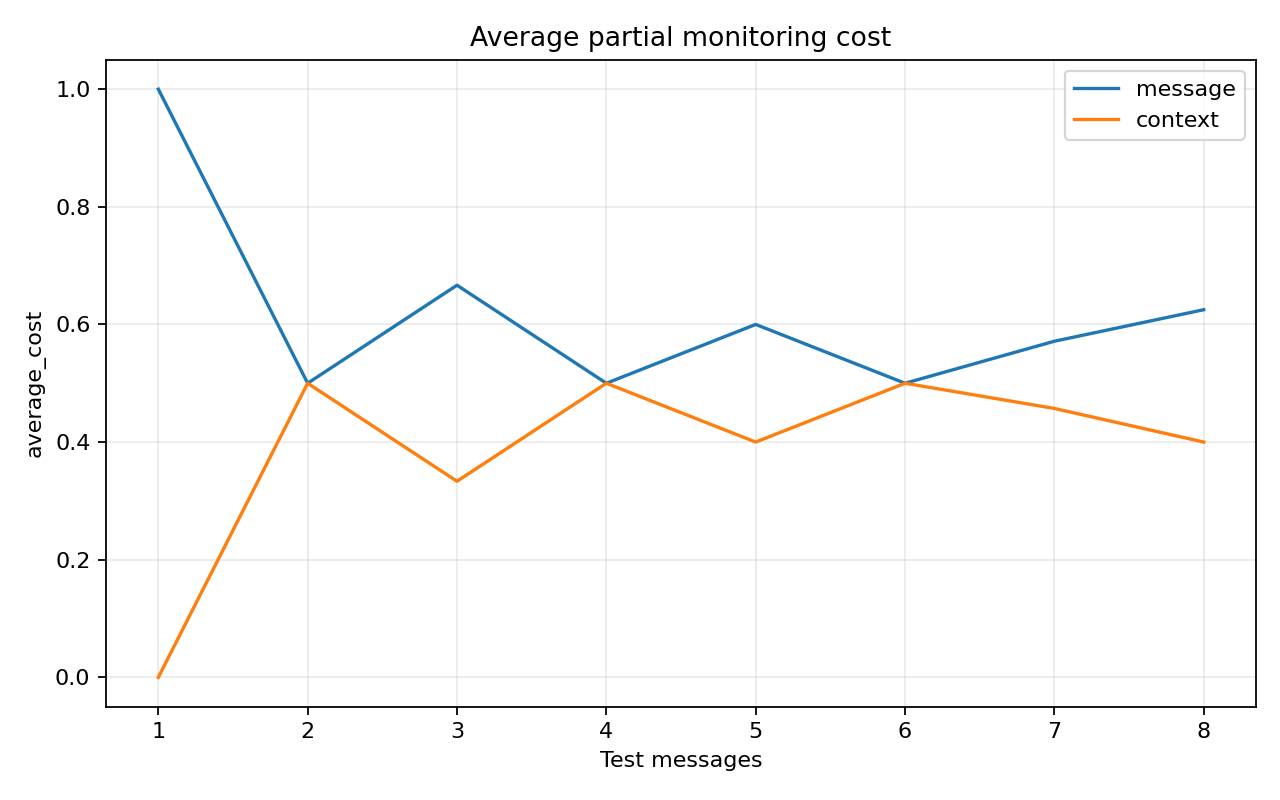 Average partial monitoring cost
message
context
average_cost
1.0
0.8
0.6
0.4
0.2
0.0
1 2 3 4 5 6 7 8
Test messages